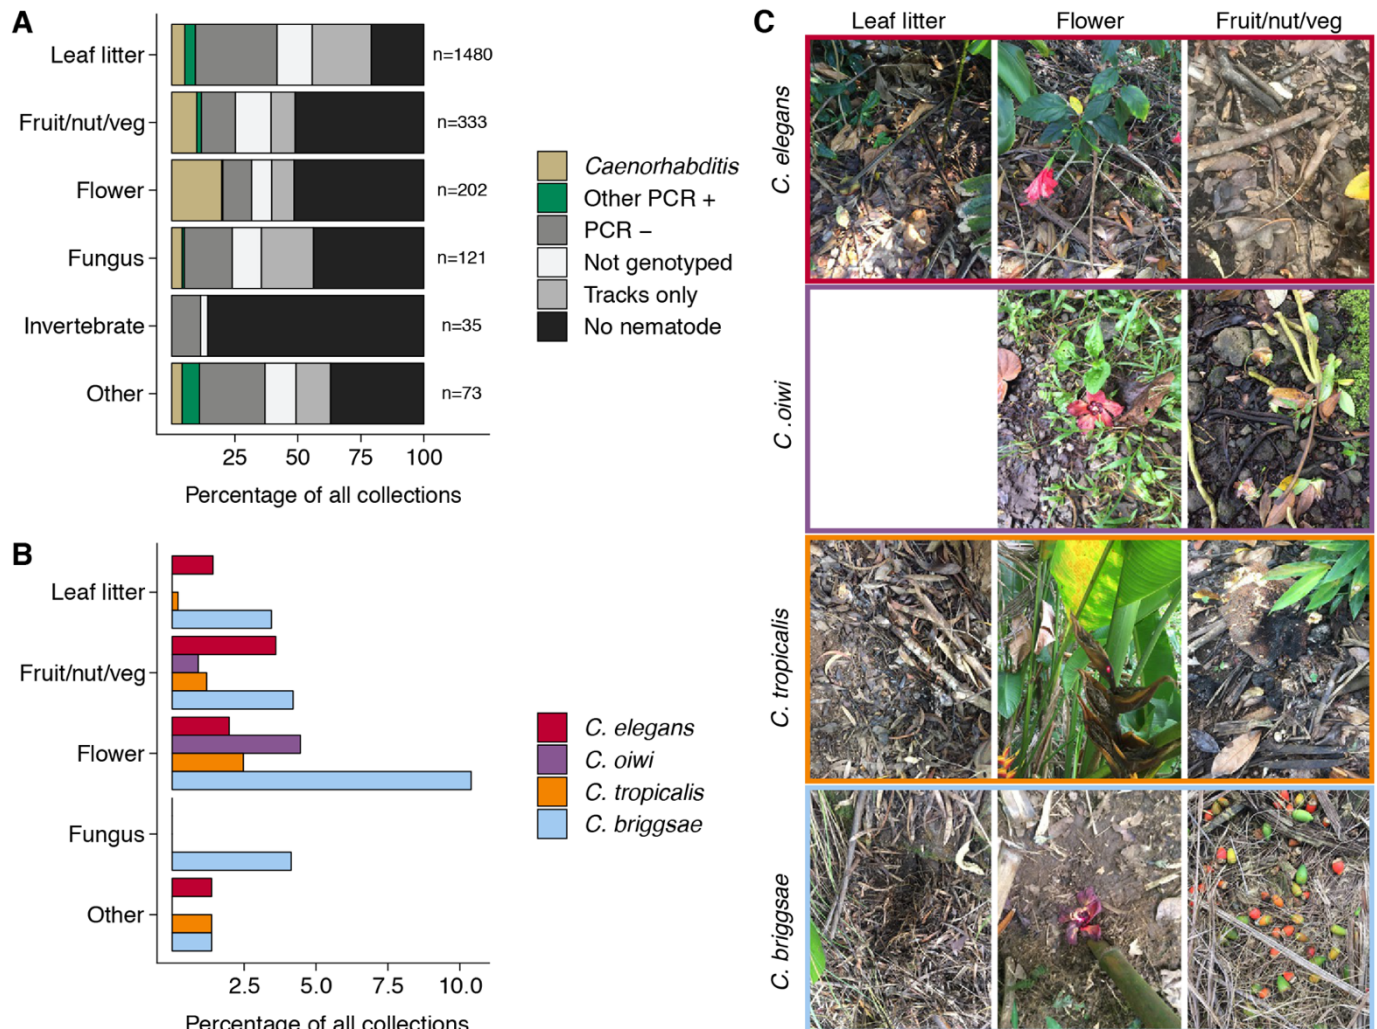 A
Leaf litter
n=1480
Fruit/nut/veg
n=333
Flower
n=202
Fungus
n=121
Invertebrate
n=35
Other
n=73
25 50 75 100
Percentage of all collections
Caenorhabditis
Other PCR +
PCR −
Not genotyped
Tracks only
No nematode
B
Leaf litter
Fruit/nut/veg
Flower
Fungus
Other
2.5 5.0 7.5 10.0
Percentage of all collections
C. elegans
C. oiwi
C. tropicalis
C. briggsae
C
Leaf litter Flower Fruit/nut/veg
C. elegans
C .oiwi
C. tropicalis
C. briggsae